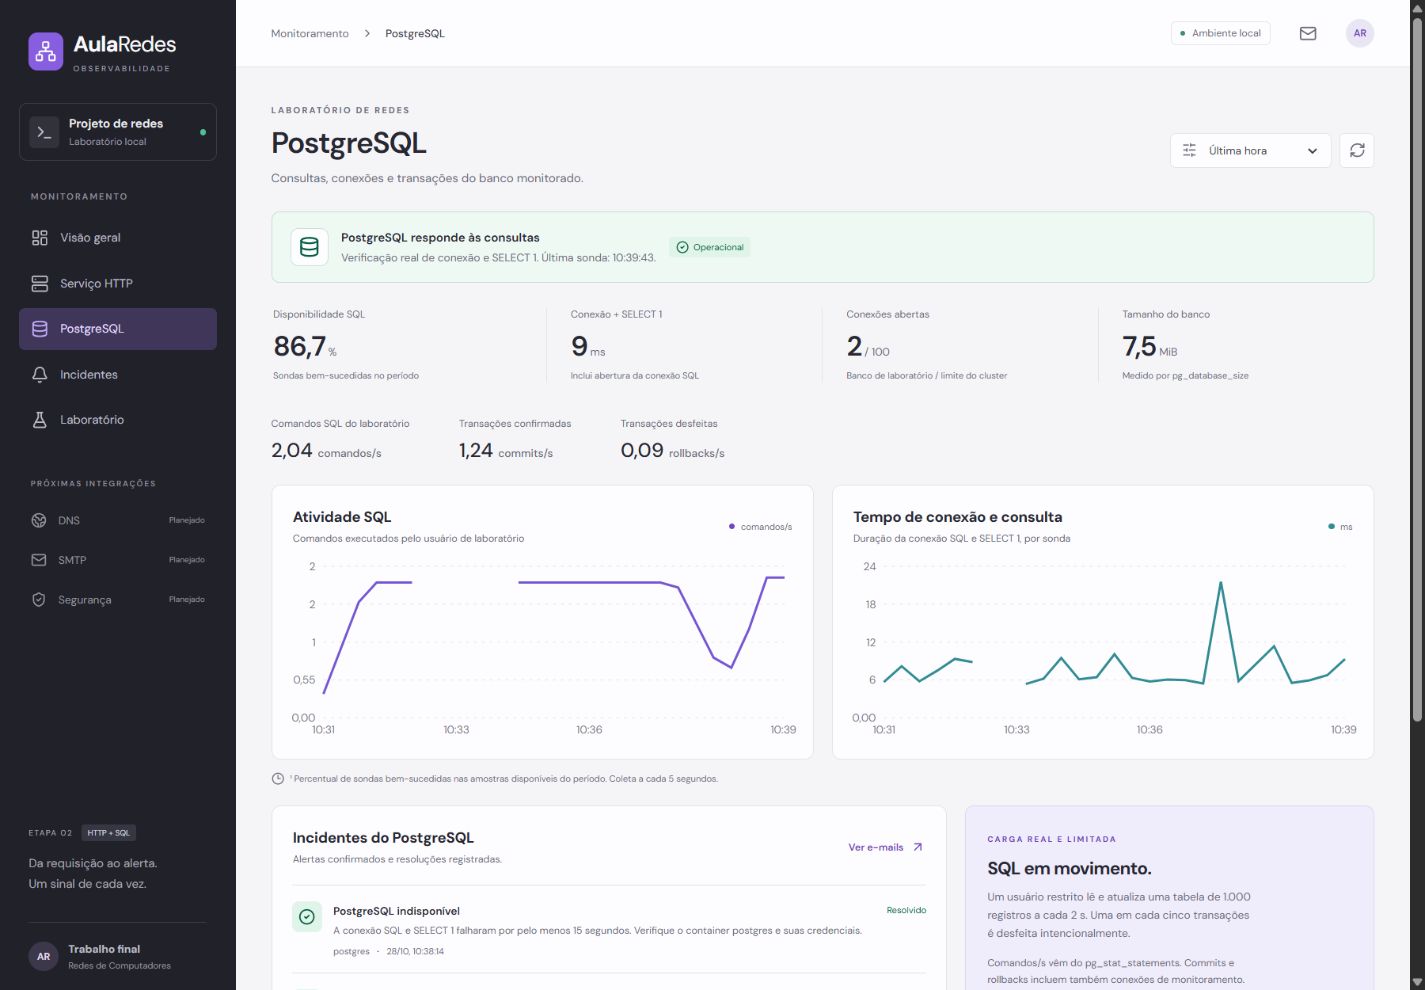 AulaRedes
OBSERVABILIDADE
Projeto de redes
Laboratório local
MONITORAMENTO
Visão geral
Serviço HTTP
PostgreSQL
Incidentes
Laboratório
PRÓXIMAS INTEGRAÇÕES
DNS Planejado
SMTP Planejado
Segurança Planejado
ETAPA 02 HTTP + SQL
Da requisição ao alerta.
Um sinal de cada vez.
AR
Trabalho final
Redes de Computadores
Monitoramento > PostgreSQL
Ambiente local
AR
LABORATÓRIO DE REDES
PostgreSQL
Consultas, conexões e transações do banco monitorado.
Última hora
PostgreSQL responde às consultas
Verificação real de conexão e SELECT 1. Última sonda: 10:39:43.
Operacional
Disponibilidade SQL
86,7 %
Sondas bem-sucedidas no período
Conexão + SELECT 1
9 ms
Inclui abertura da conexão SQL
Conexões abertas
2 / 100
Banco de laboratório / limite do cluster
Tamanho do banco
7,5 MiB
Medido por pg_database_size
Comandos SQL do laboratório
2,04 comandos/s
Transações confirmadas
1,24 commits/s
Transações desfeitas
0,09 rollbacks/s
Atividade SQL
Comandos executados pelo usuário de laboratório
comandos/s
2
2
1
0,55
0,00
10:31 10:33 10:36 10:39
Tempo de conexão e consulta
Duração da conexão SQL e SELECT 1, por sonda
ms
24
18
12
6
0,00
10:31 10:33 10:36 10:39
¹ Percentual de sondas bem-sucedidas nas amostras disponíveis do período. Coleta a cada 5 segundos.
Incidentes do PostgreSQL
Alertas confirmados e resoluções registradas.
Ver e-mails
PostgreSQL indisponível
Resolvido
A conexão SQL e SELECT 1 falharam por pelo menos 15 segundos. Verifique o container postgres e suas credenciais.
postgres · 28/10, 10:38:14
CARGA REAL E LIMITADA
SQL em movimento.
Um usuário restrito lê e atualiza uma tabela de 1.000
registros a cada 2 s. Uma em cada cinco transações
é desfeita intencionalmente.
Comandos/s vêm do pg_stat_statements. Commits e
rollbacks incluem também conexões de monitoramento.